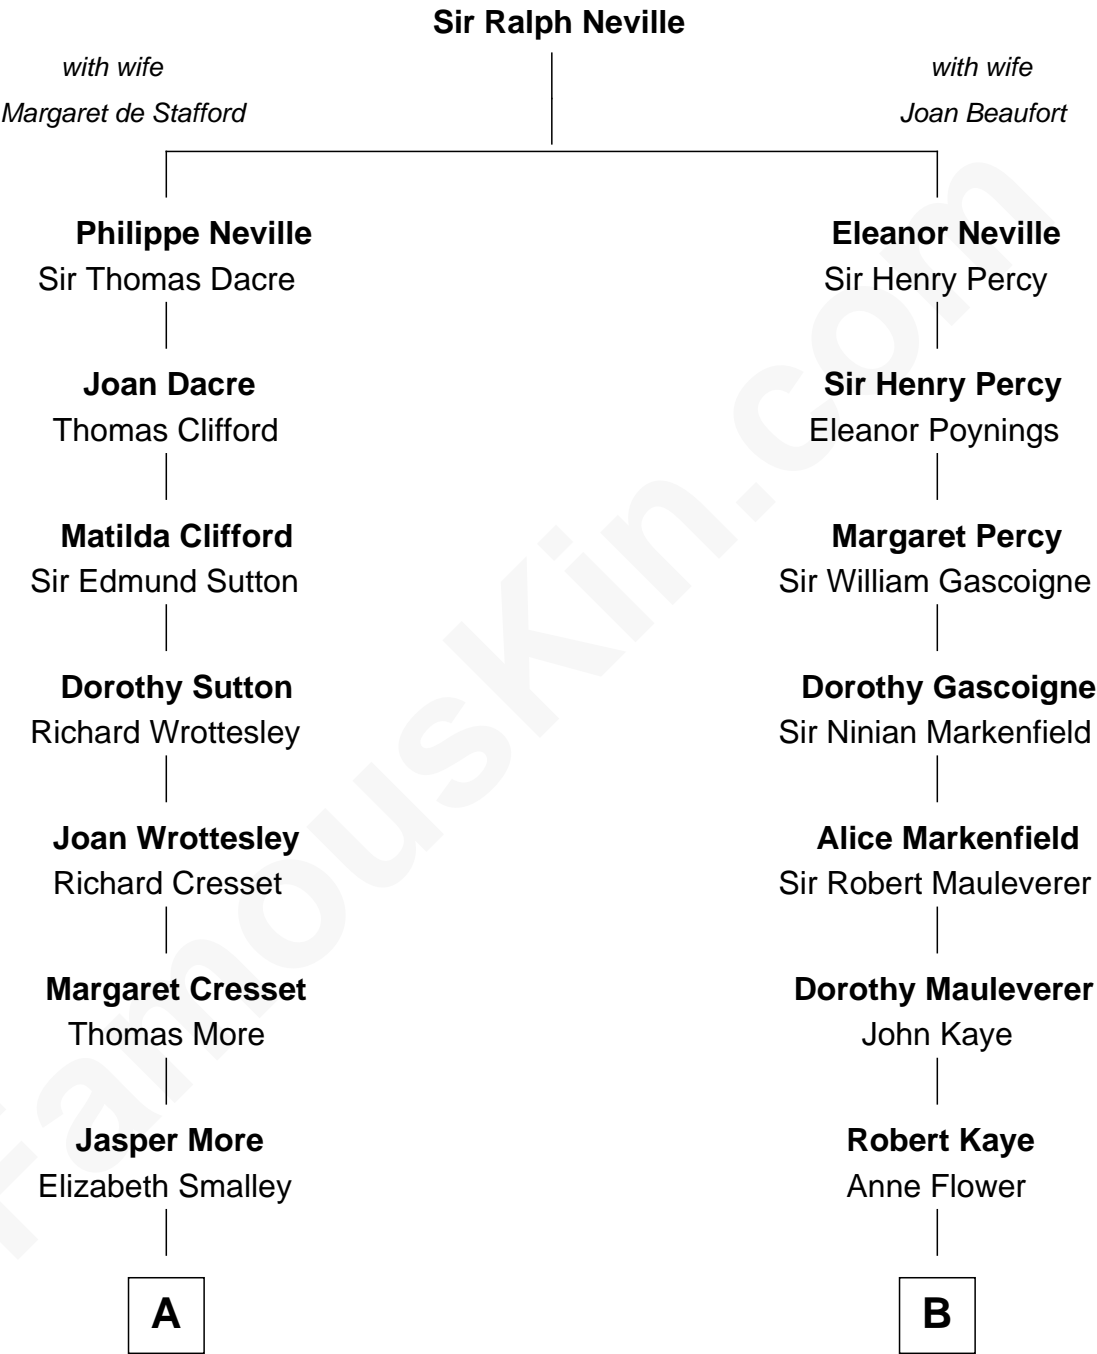 Sir Ralph Neville
with wife
Margaret de Stafford
with wife
Joan Beaufort
Philippe Neville
Sir Thomas Dacre
Eleanor Neville
Sir Henry Percy
Joan Dacre
Thomas Clifford
Sir Henry Percy
Eleanor Poynings
Matilda Clifford
Sir Edmund Sutton
Margaret Percy
Sir William Gascoigne
Dorothy Sutton
Richard Wrottesley
Dorothy Gascoigne
Sir Ninian Markenfield
Joan Wrottesley
Richard Cresset
Alice Markenfield
Sir Robert Mauleverer
Margaret Cresset
Thomas More
Dorothy Mauleverer
John Kaye
Jasper More
Elizabeth Smalley
Robert Kaye
Anne Flower
A
B
FamousKin.com